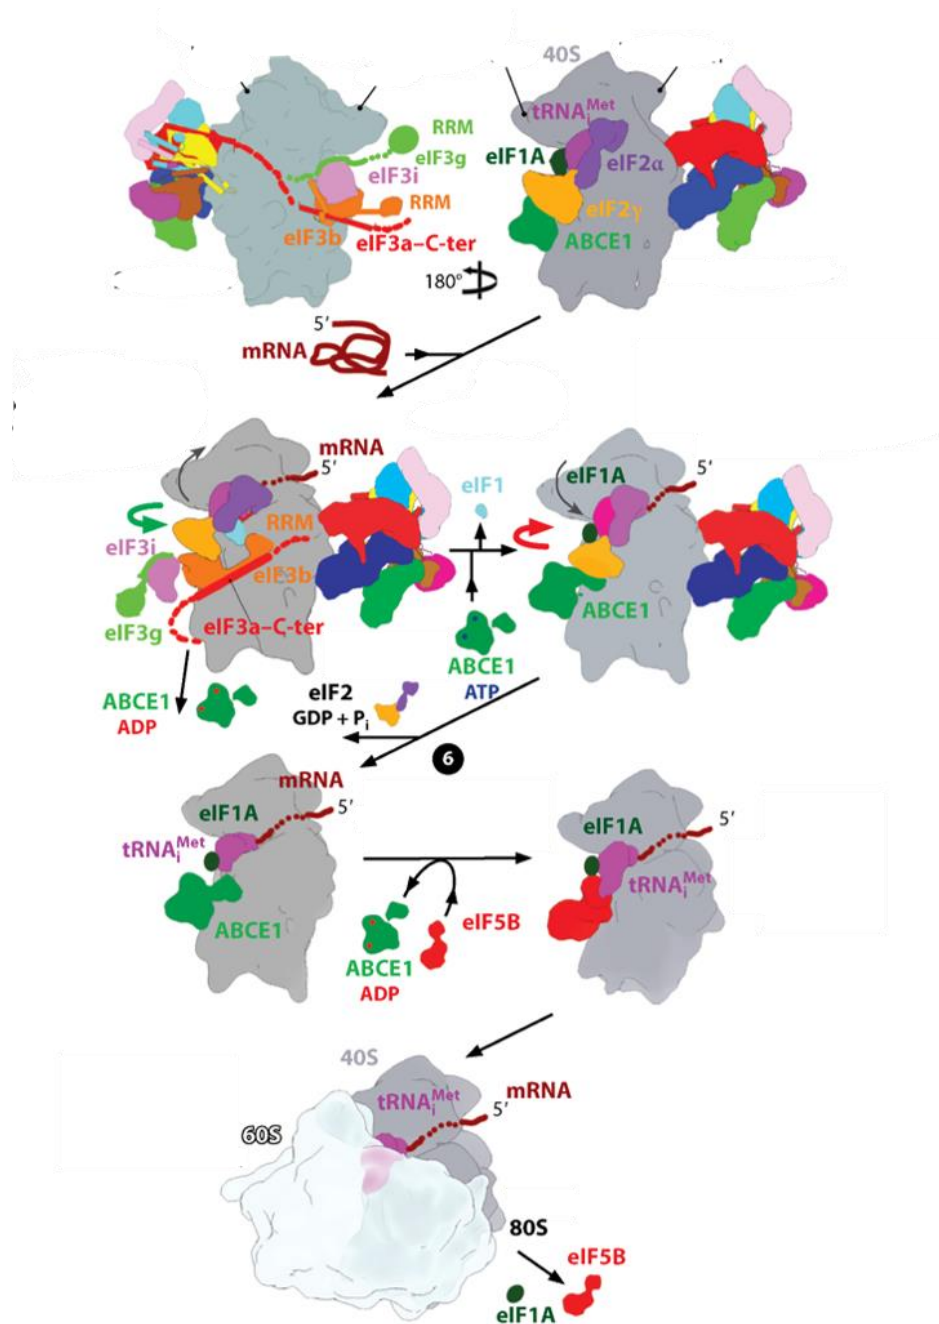 40S
tRNAiMet
RRM
eIF3g
eIF3i
RRM
eIF3b
eIF3a–C-ter
eIF1A
eIF2α
eIF2γ
ABCE1
180°
5′
mRNA
mRNA
5′
RRM
eIF3i
eIF3b
eIF3g
eIF3a–C-ter
ABCE1
ADP
eIF1
ABCE1
ATP
eIF1A
5′
ABCE1
eIF2
GDP + Pi
6
mRNA
5′
eIF1A
tRNAiMet
ABCE1
eIF5B
ABCE1
ADP
eIF1A
5′
tRNAiMet
40S
tRNAiMet
mRNA
5′
60S
80S
eIF5B
eIF1A